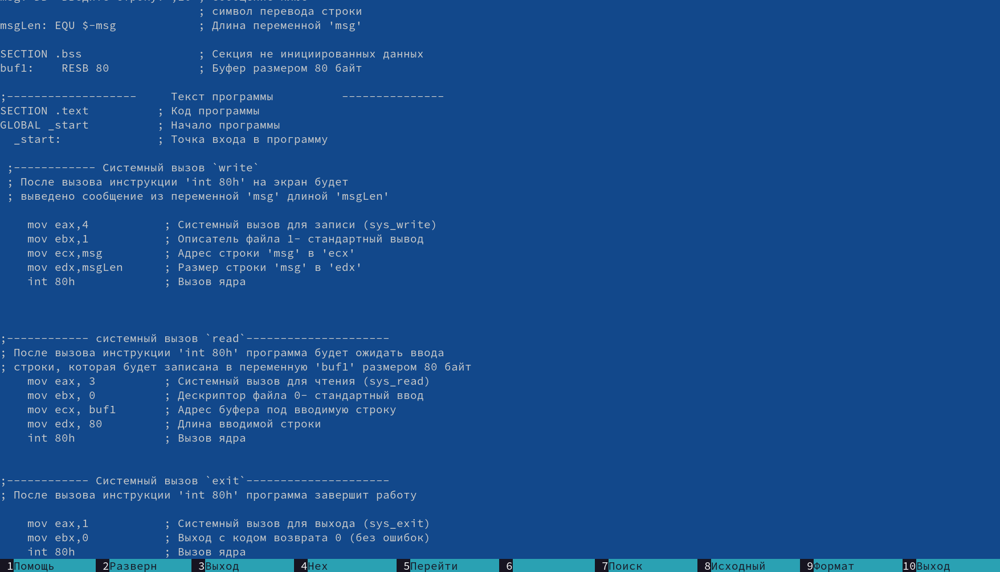 ; символ перевода строки
msgLen: EQU $-msg ; Длина переменной 'msg'
SECTION .bss ; Секция не инициированных данных
buf1: RESB 80 ; Буфер размером 80 байт
;------------------- Текст программы ---------------
SECTION .text ; Код программы
GLOBAL _start ; Начало программы
_start: ; Точка входа в программу
;------------ Системный вызов `write`
; После вызова инструкции 'int 80h' на экран будет
; выведено сообщение из переменной 'msg' длиной 'msgLen'
mov eax,4 ; Системный вызов для записи (sys_write)
mov ebx,1 ; Описатель файла 1- стандартный вывод
mov ecx,msg ; Адрес строки 'msg' в 'ecx'
mov edx,msgLen ; Размер строки 'msg' в 'edx'
int 80h ; Вызов ядра
;------------ системный вызов `read`---------------------
; После вызова инструкции 'int 80h' программа будет ожидать ввода
; строки, которая будет записана в переменную 'buf1' размером 80 байт
mov eax, 3 ; Системный вызов для чтения (sys_read)
mov ebx, 0 ; Дескриптор файла 0- стандартный ввод
mov ecx, buf1 ; Адрес буфера под вводимую строку
mov edx, 80 ; Длина вводимой строки
int 80h ; Вызов ядра
;------------ Системный вызов `exit`---------------------
; После вызова инструкции 'int 80h' программа завершит работу
mov eax,1 ; Системный вызов для выхода (sys_exit)
mov ebx,0 ; Выход с кодом возврата 0 (без ошибок)
int 80h ; Вызов ядра
1Помощь 2Разверн 3Выход 4Hex 5Перейти 6 7Поиск 8Исходный 9Формат 10Выход